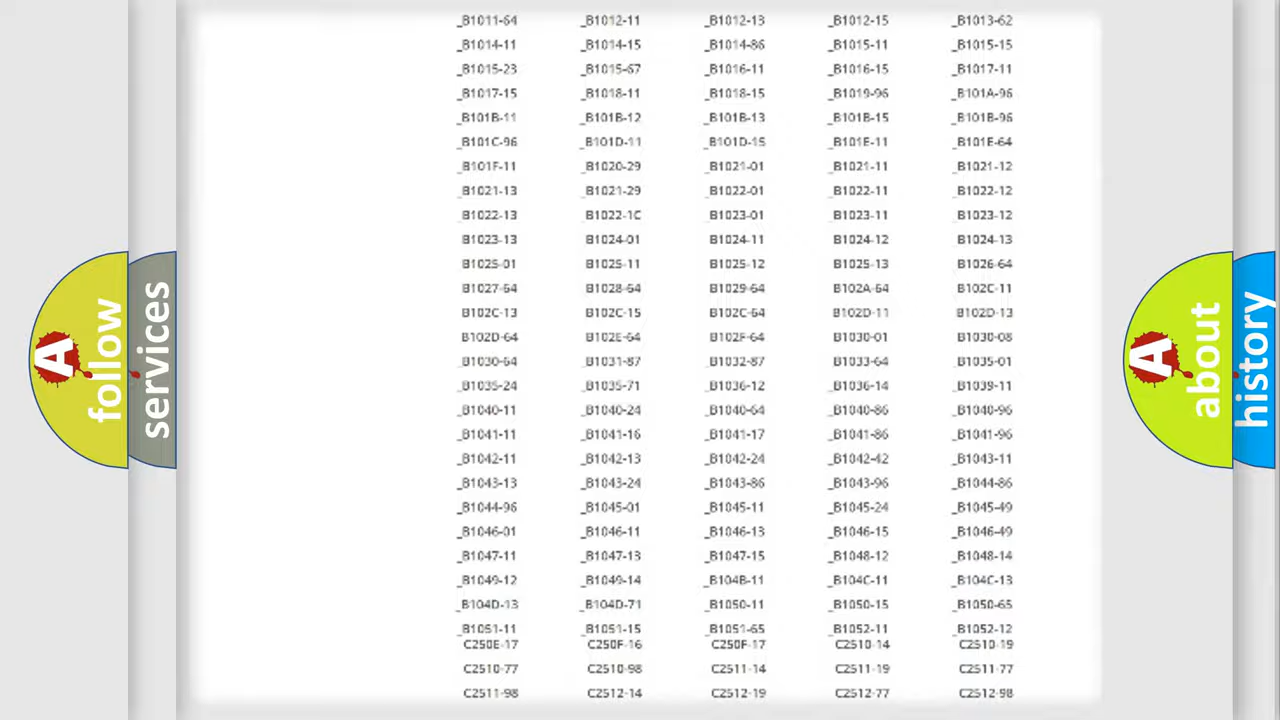 _B1011-64 _B1012-11 _B1012-13 _B1012-15 _B1013-62
_B1014-11 _B1014-15 _B1014-86 _B1015-11 _B1015-15
_B1015-23 _B1015-67 _B1016-11 _B1016-15 _B1017-11
_B1017-15 _B1018-11 _B1018-15 _B1019-96 _B101A-96
_B101B-11 _B101B-12 _B101B-13 _B101B-15 _B101B-96
_B101C-96 _B101D-11 _B101D-15 _B101E-11 _B101E-64
_B101F-11 _B1020-29 _B1021-01 _B1021-11 _B1021-12
_B1021-13 _B1021-29 _B1022-01 _B1022-11 _B1022-12
_B1022-13 _B1022-1C _B1023-01 _B1023-11 _B1023-12
B1023-13 B1024-01 B1024-11 B1024-12 B1024-13
B1025-01 B1025-11 B1025-12 B1025-13 B1026-64
B1027-64 B1028-64 B1029-64 B102A-64 B102C-11
B102C-13 B102C-15 B102C-64 B102D-11 B102D-13
B102D-64 B102E-64 B102F-64 B1030-01 B1030-08
_B1030-64 _B1031-87 _B1032-87 _B1033-64 _B1035-01
_B1035-24 _B1035-71 _B1036-12 _B1036-14 _B1039-11
_B1040-11 _B1040-24 _B1040-64 _B1040-86 _B1040-96
_B1041-11 _B1041-16 _B1041-17 _B1041-86 _B1041-96
_B1042-11 _B1042-13 _B1042-24 _B1042-42 _B1043-11
_B1043-13 _B1043-24 _B1043-86 _B1043-96 _B1044-86
_B1044-96 _B1045-01 _B1045-11 _B1045-24 _B1045-49
_B1046-01 _B1046-11 _B1046-13 _B1046-15 _B1046-49
_B1047-11 _B1047-13 _B1047-15 _B1048-12 _B1048-14
_B1049-12 _B1049-14 _B104B-11 _B104C-11 _B104C-13
_B104D-13 _B104D-71 _B1050-11 _B1050-15 _B1050-65
_B1051-11 _B1051-15 _B1051-65 _B1052-11 _B1052-12
C250E-17 C250F-16 C250F-17 C2510-14 C2510-19
C2510-77 C2510-98 C2511-14 C2511-19 C2511-77
C2511-98 C2512-14 C2512-19 C2512-77 C2512-98
A
follow
services
A
about
history